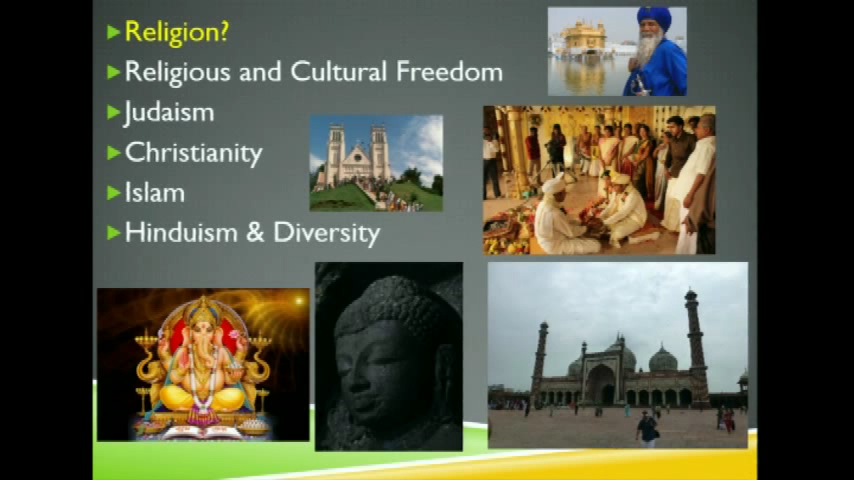 Religion?
Religious and Cultural Freedom
Judaism
Christianity
Islam
Hinduism & Diversity